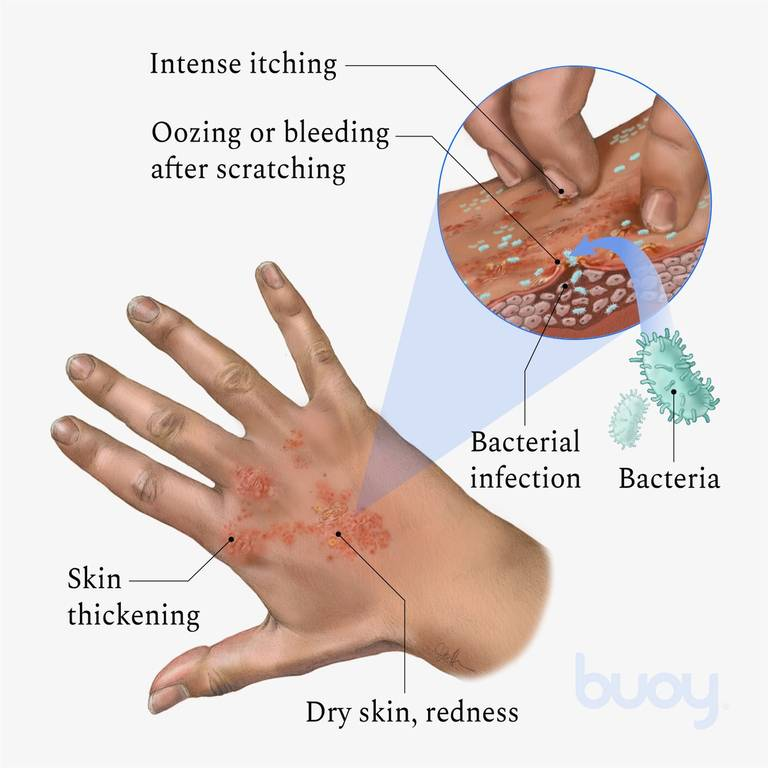 Intense itching
Oozing or bleeding
after scratching
Bacterial
infection
Bacteria
Skin
thickening
Dry skin, redness
buoy